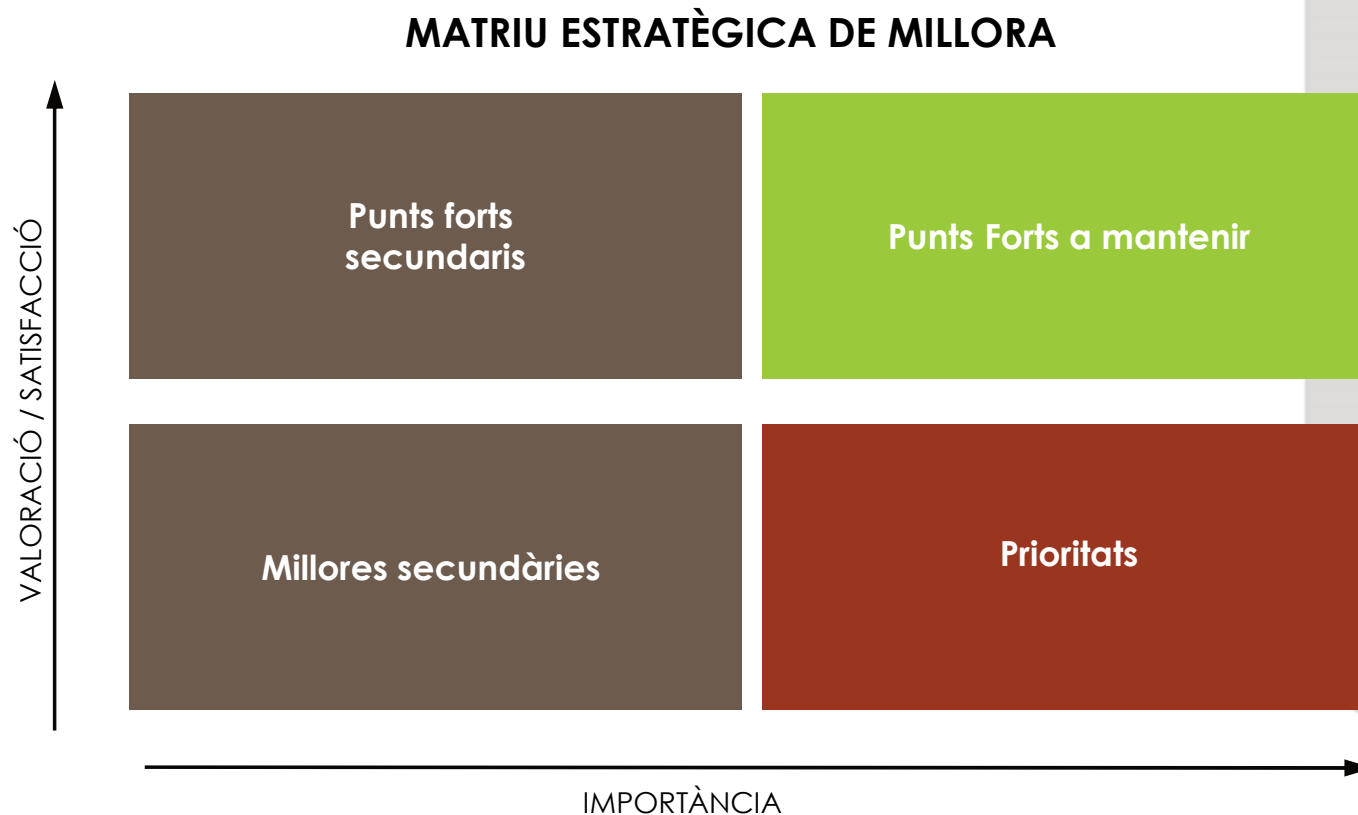 MATRIU ESTRATÈGICA DE MILLORA
VALORACIÓ / SATISFACCIÓ
Punts forts
secundaris
Punts Forts a mantenir
Millores secundàries
Prioritats
IMPORTÀNCIA